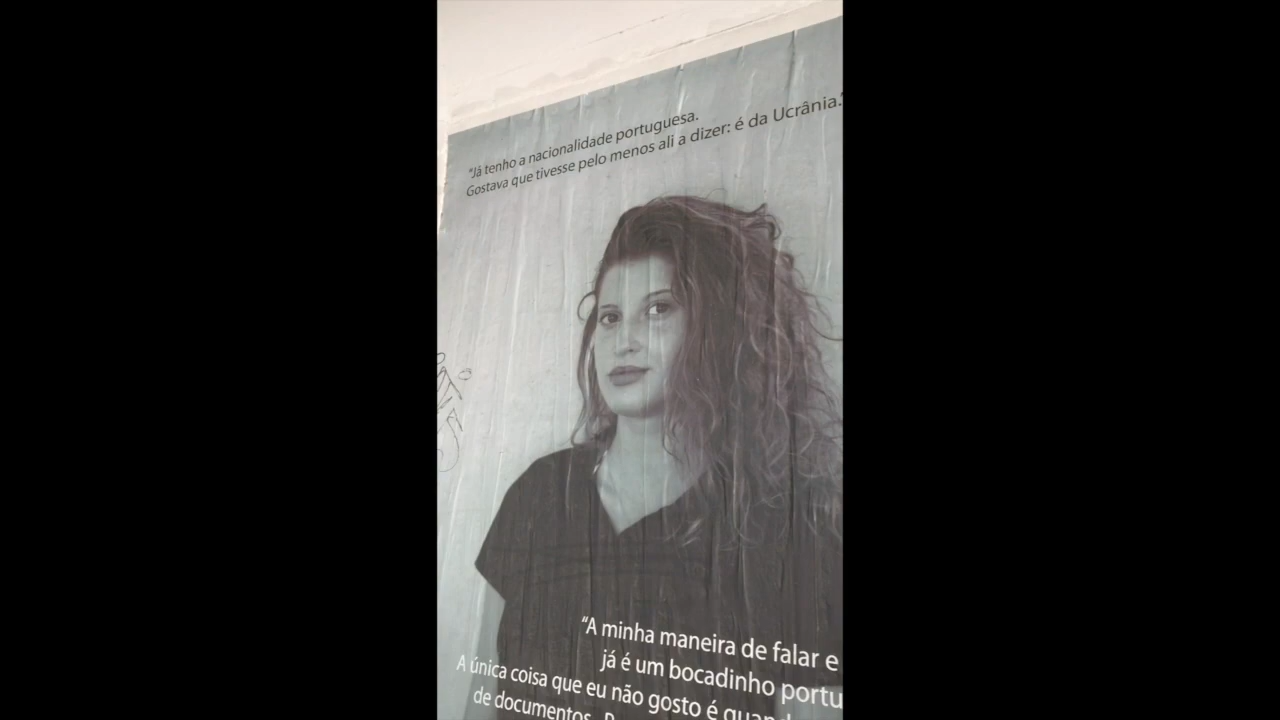 “Já tenho a nacionalidade portuguesa.
Gostava que tivesse pelo menos ali a dizer: é da Ucrânia.”
“A minha maneira de falar e
já é um bocadinho portu
A única coisa que eu não gosto é quan
de documentos.